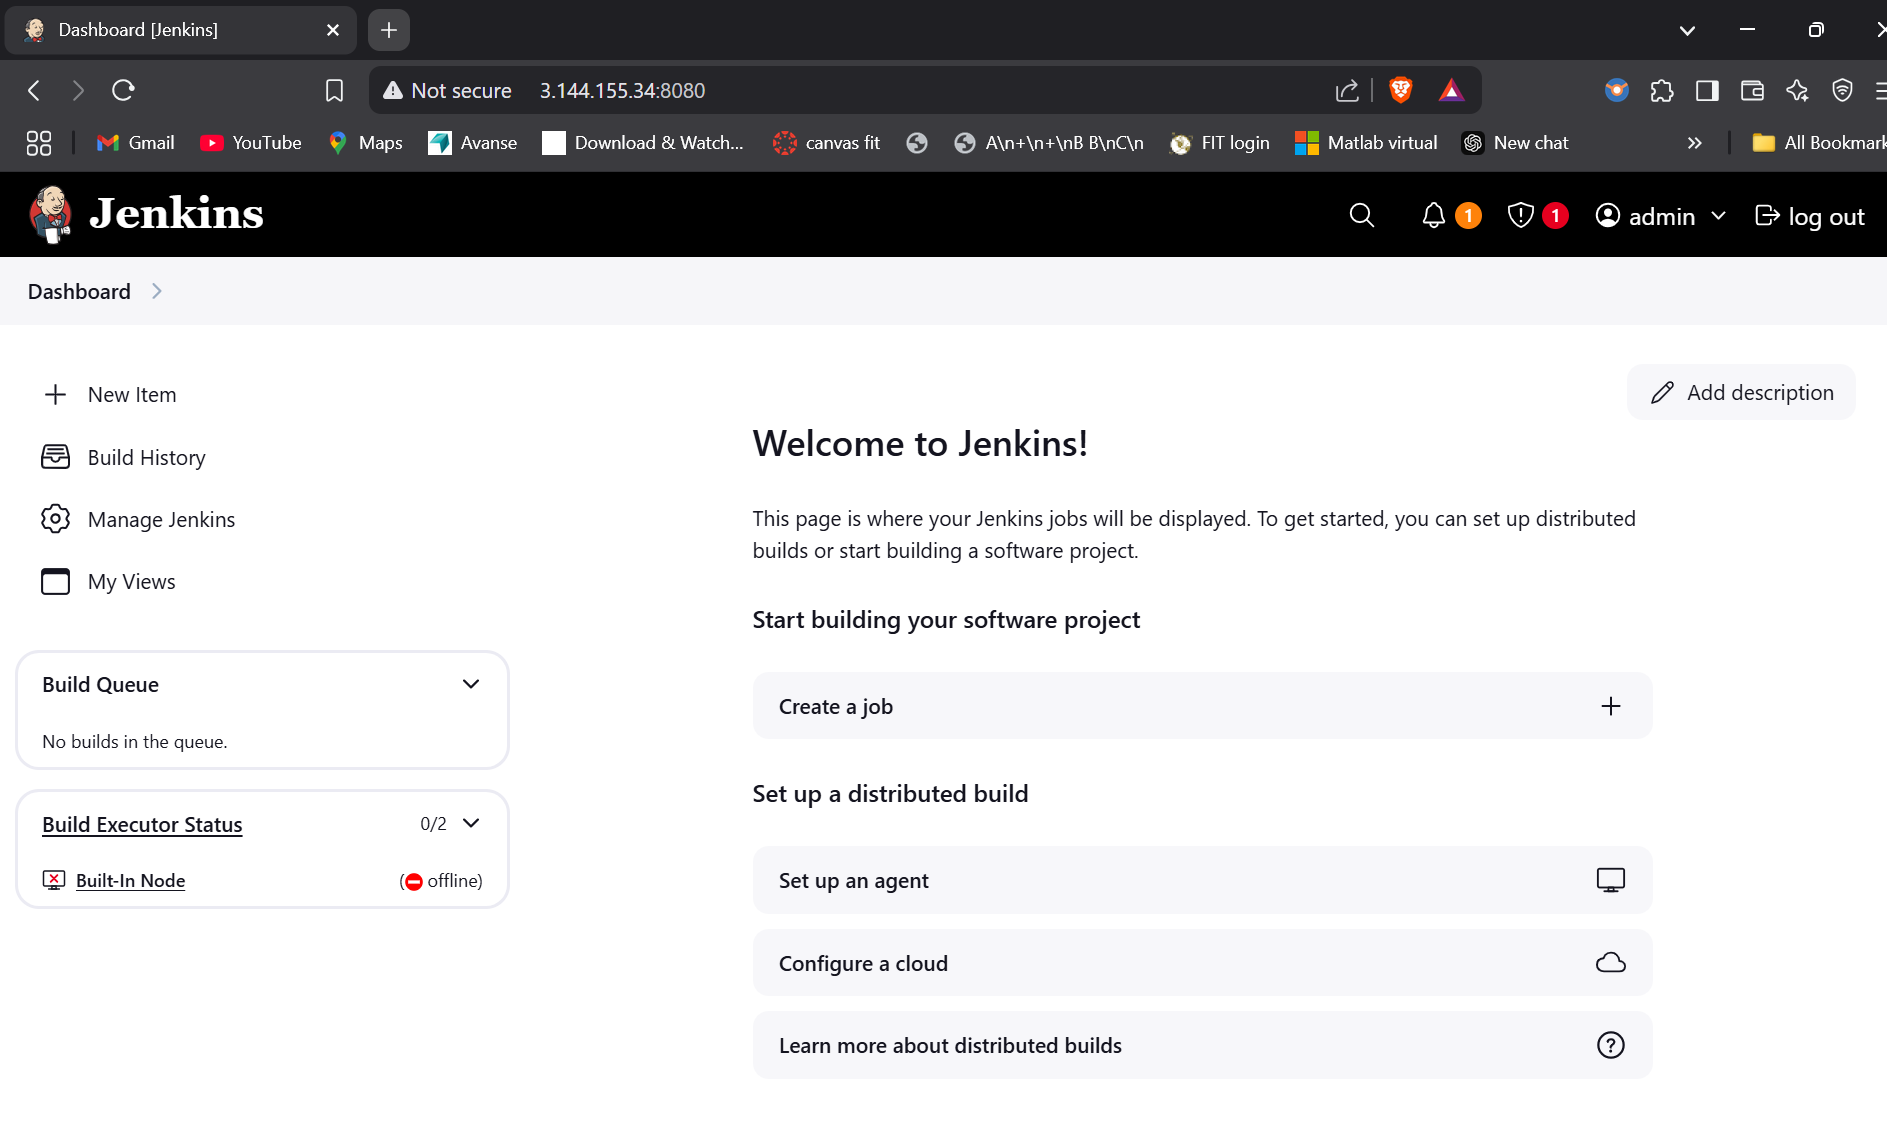 Dashboard [Jenkins]
Not secure 3.144.155.34:8080
Gmail YouTube Maps Avanse Download & Watch... canvas fit A\n+\n+\nB B\nC\n FIT login Matlab virtual New chat » All Bookmark
Jenkins 1 1 admin log out
Dashboard
New Item
Add description
Build History
Manage Jenkins
My Views
Welcome to Jenkins!
This page is where your Jenkins jobs will be displayed. To get started, you can set up distributed
builds or start building a software project.
Start building your software project
Create a job
Build Queue
No builds in the queue.
Set up a distributed build
Build Executor Status 0/2
Built-In Node (offline)
Set up an agent
Configure a cloud
Learn more about distributed builds